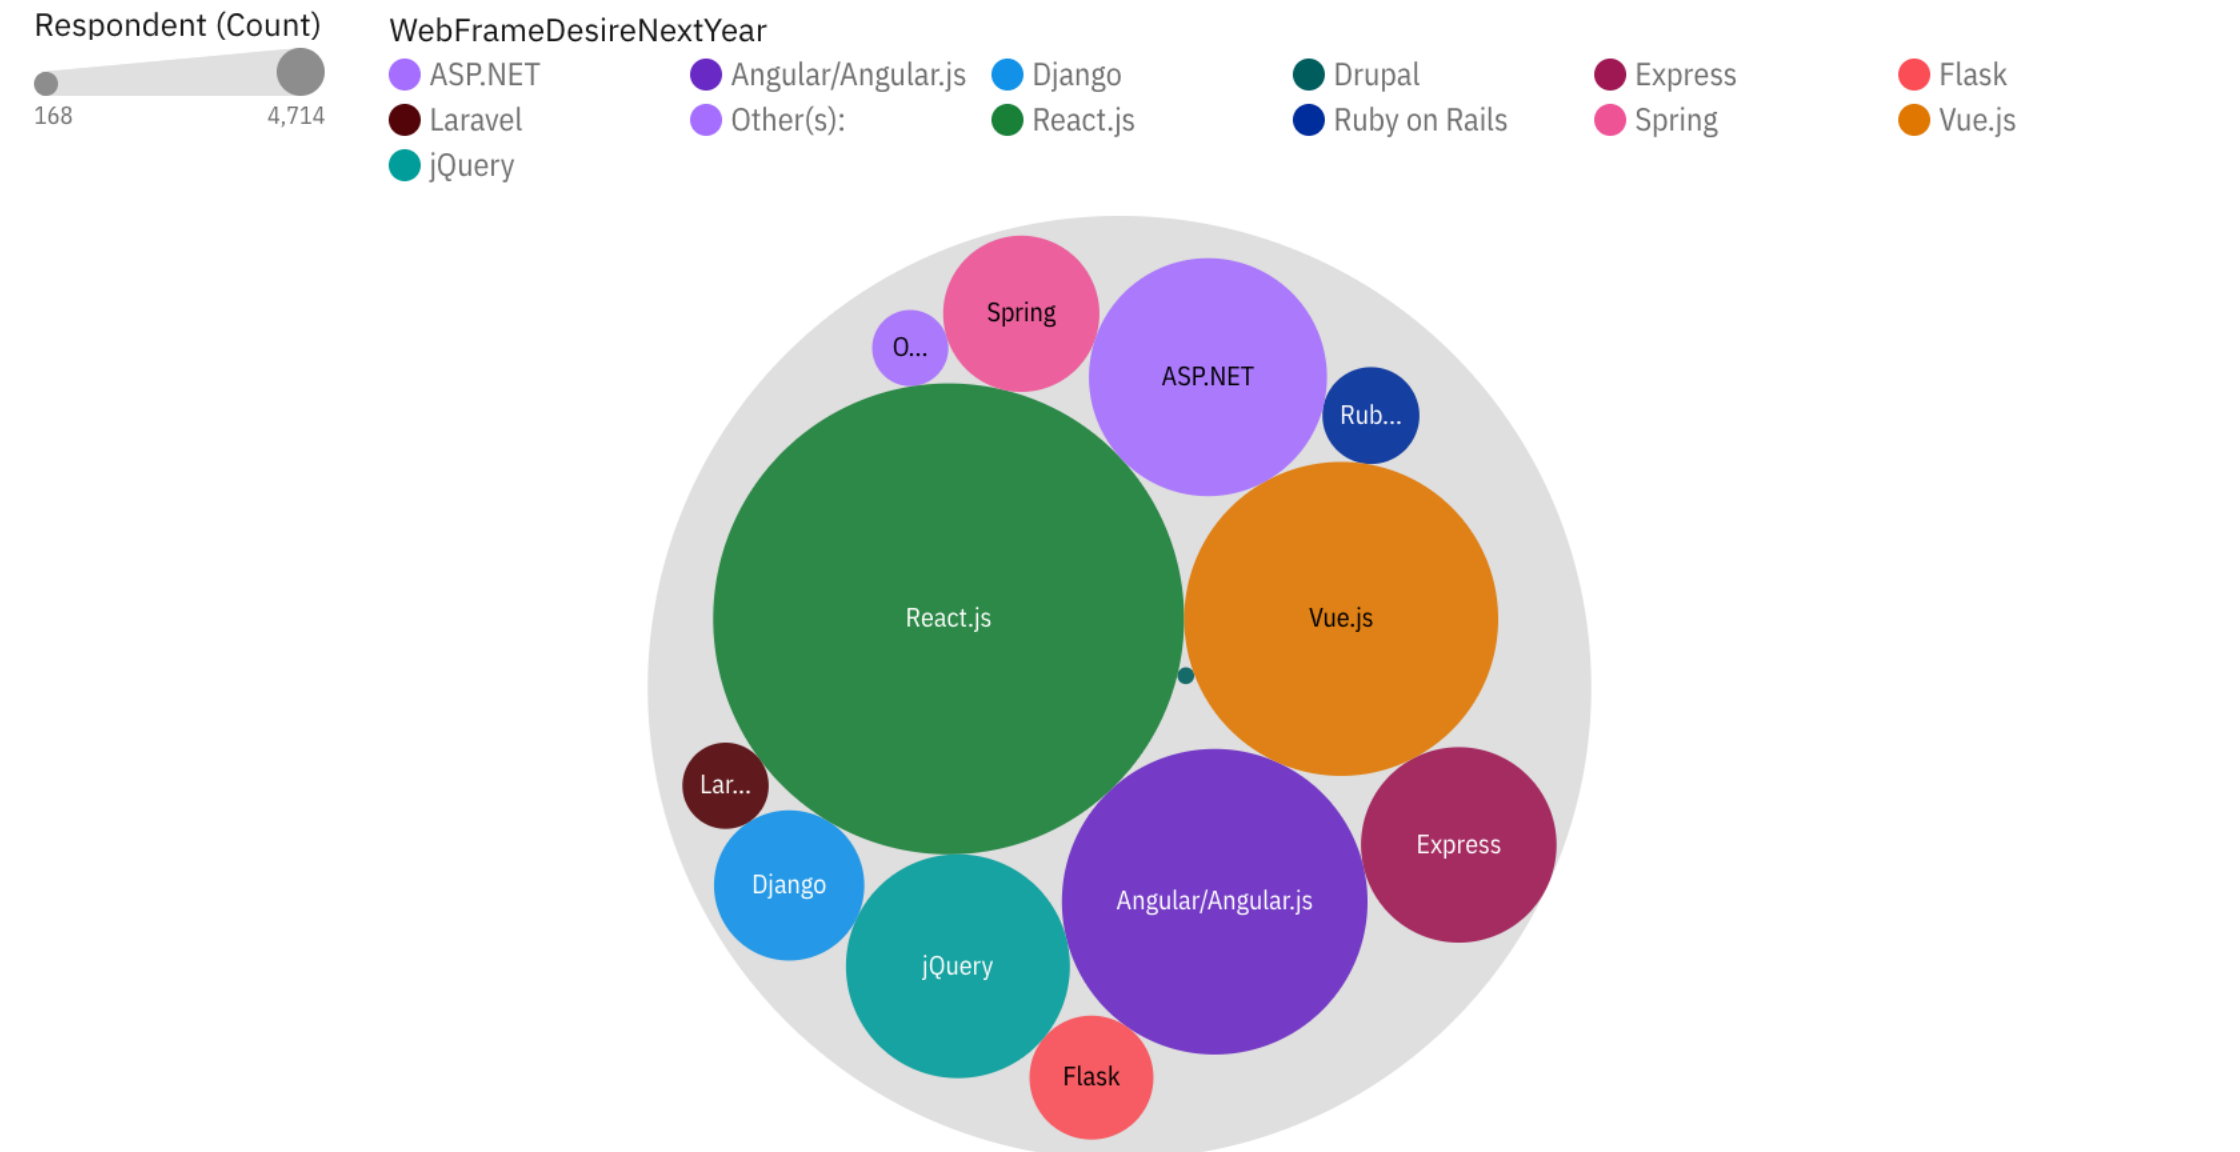 Respondent (Count)
168 4,714
WebFrameDesireNextYear
ASP.NET Angular/Angular.js Django Drupal Express Flask
Laravel Other(s): React.js Ruby on Rails Spring Vue.js
jQuery
Spring
O...
ASP.NET
Rub...
React.js
Vue.js
Lar...
Express
Django
Angular/Angular.js
jQuery
Flask